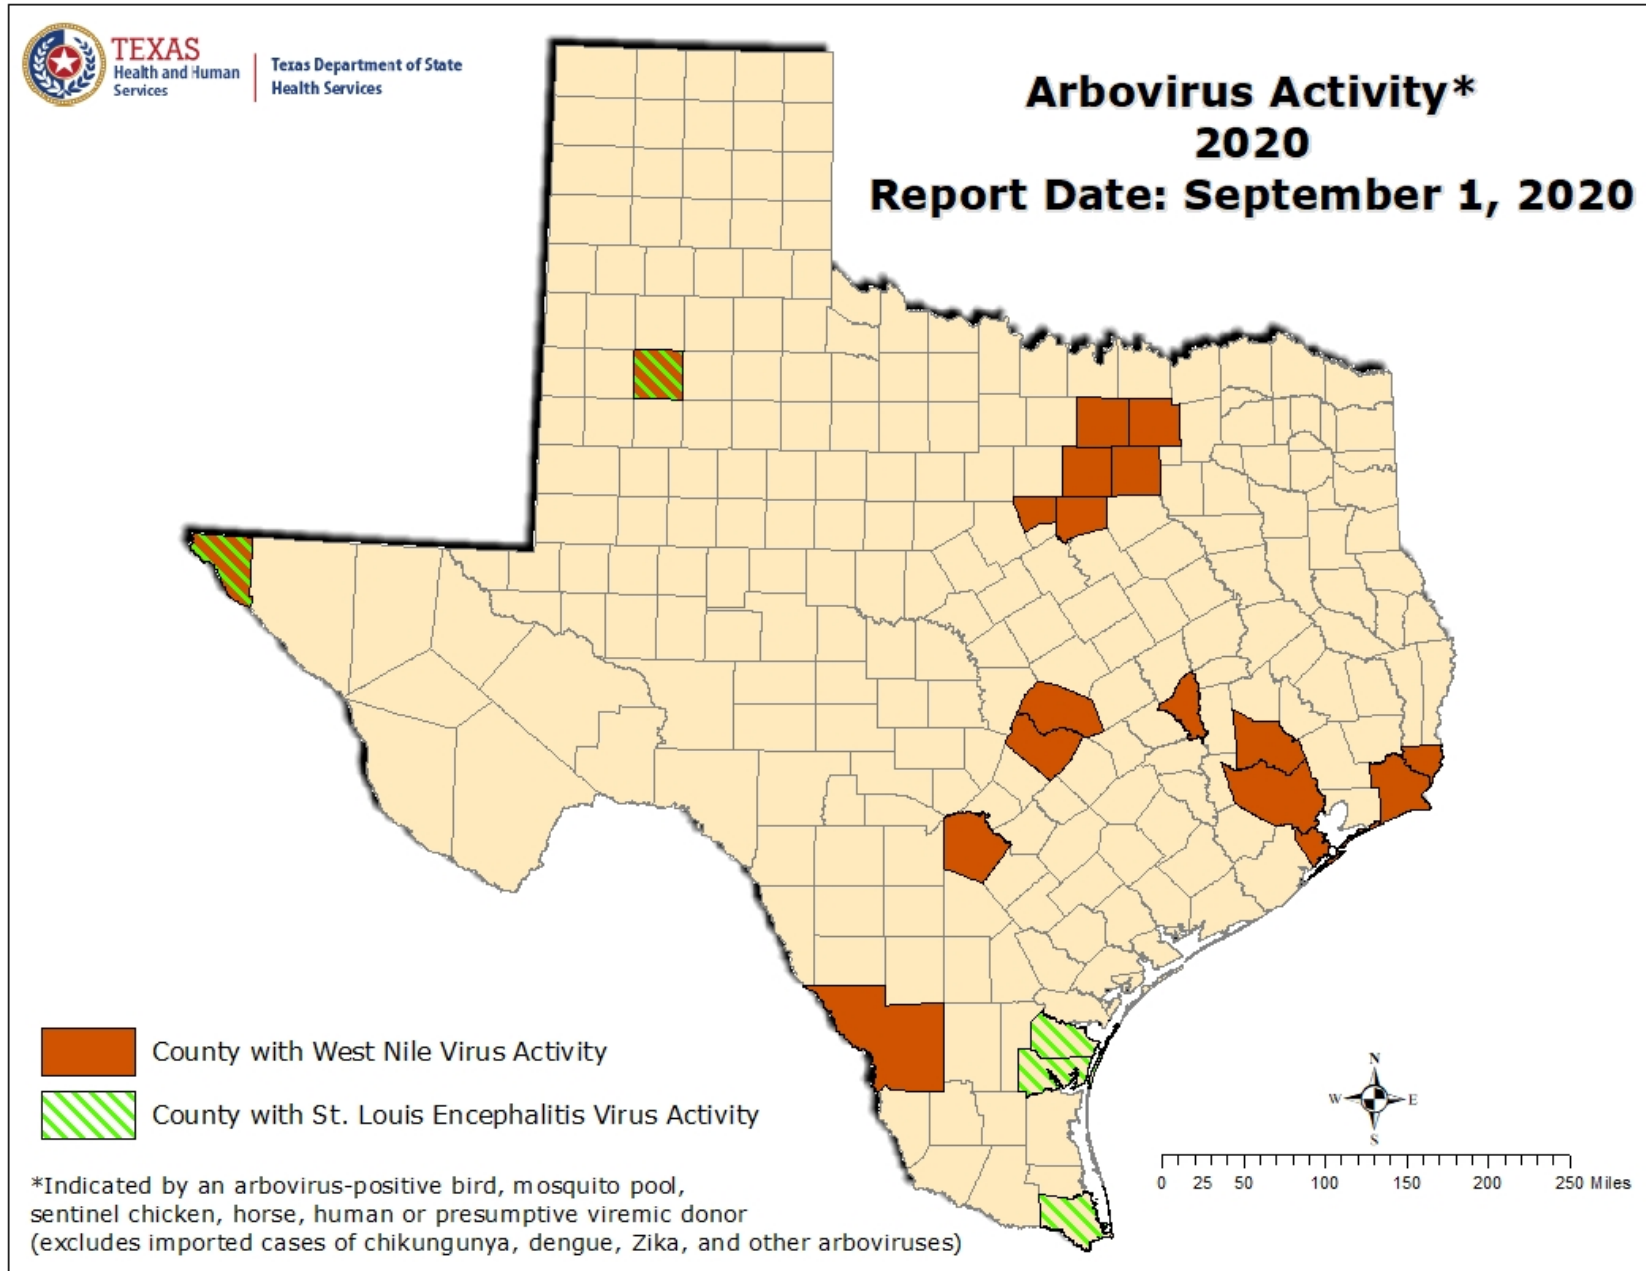 TEXAS
Health and Human
Services
Texas Department of State
Health Services
Arbovirus Activity*
2020
Report Date: September 1, 2020
County with West Nile Virus Activity
County with St. Louis Encephalitis Virus Activity
*Indicated by an arbovirus-positive bird, mosquito pool,
sentinel chicken, horse, human or presumptive viremic donor
(excludes imported cases of chikungunya, dengue, Zika, and other arboviruses)
N
W E
S
0 25 50 100 150 200 250 Miles